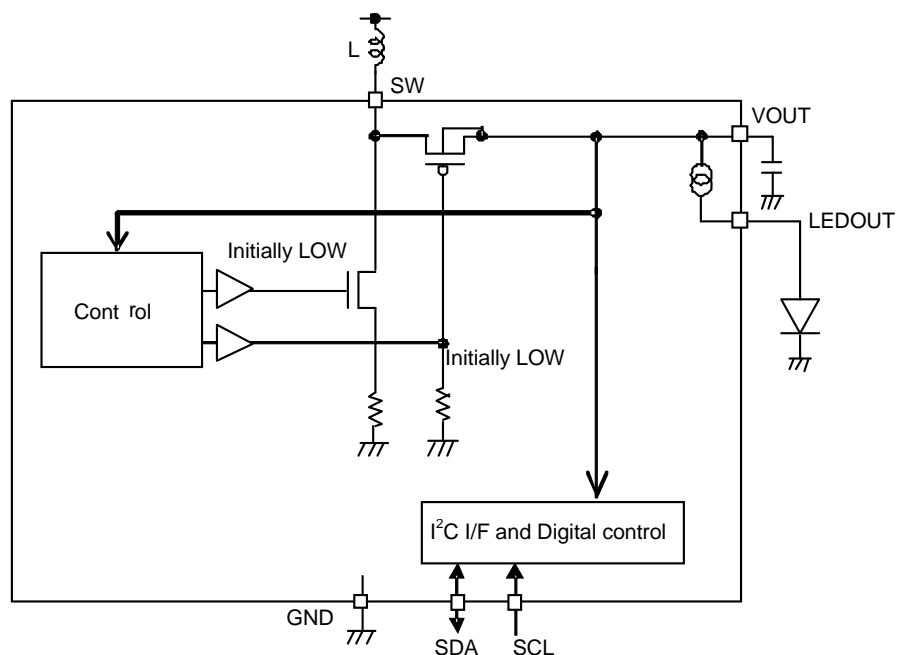 L
SW
VOUT
LEDOUT
Initially LOW
Cont rol
Initially LOW
I²C I/F and Digital control
GND
SDA
SCL